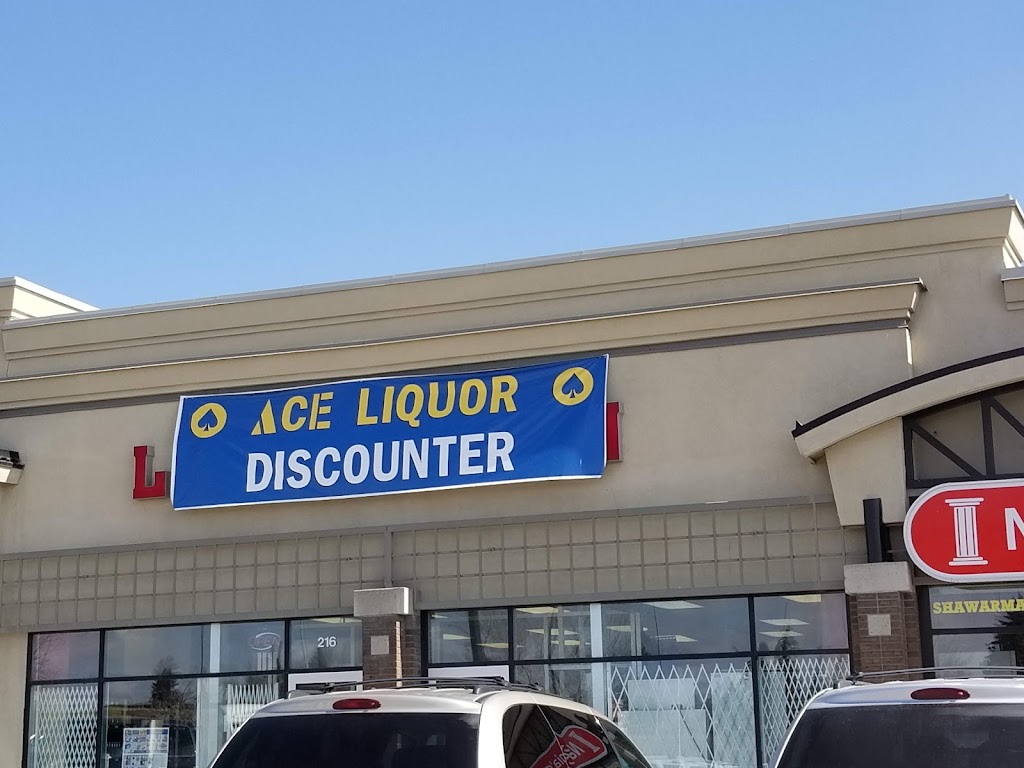 ACE LIQUOR
DISCOUNTER
L
216
N
SHAWARMA